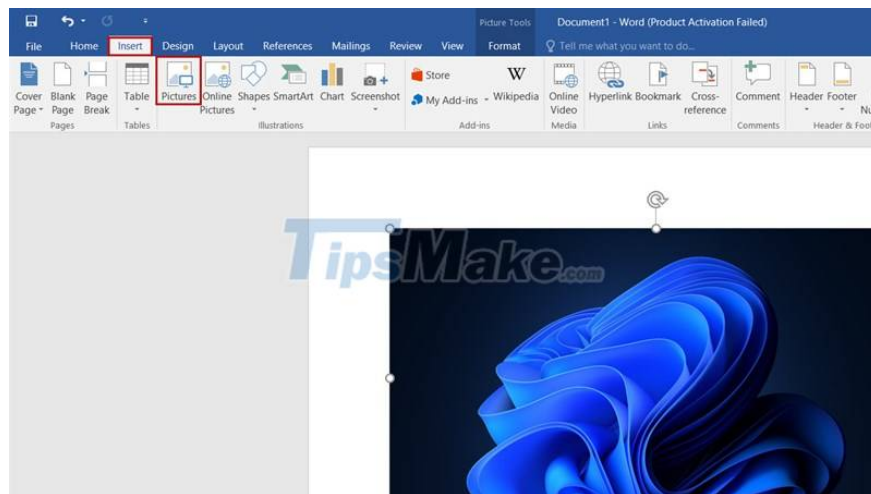 Picture Tools Document1 - Word (Product Activation Failed)
File Home Insert Design Layout References Mailings Review View Format Tell me what you want to do...
Cover Page
Blank Page
Page Break
Table
Pictures
Online Pictures
Shapes
SmartArt
Chart
Screenshot
Store
My Add-ins
W
Wikipedia
Online Video
Hyperlink
Bookmark
Cross-reference
Comment
Header
Footer
Pages Tables Illustrations Add-ins Media Links Comments Header & Foo
TipsMake.com